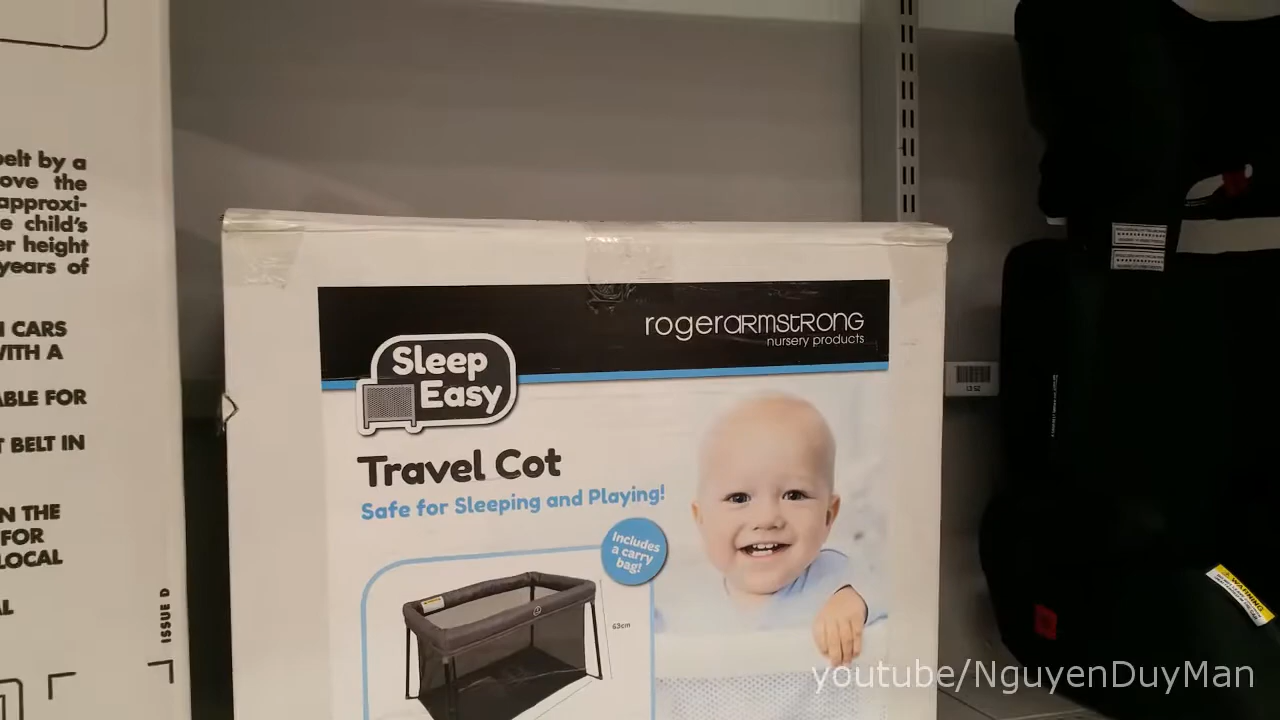 belt by a
ove the
approxi-
e child's
er height
years of
CARS
WITH A
ABLE FOR
BELT IN
N THE
FOR
LOCAL
AL
ISSUE D
rogerarmstrong
nursery products
Sleep
Easy
Travel Cot
Safe for Sleeping and Playing!
Includes
a carry
bag!
63cm
WARNING
youtube/NguyenDuyMan